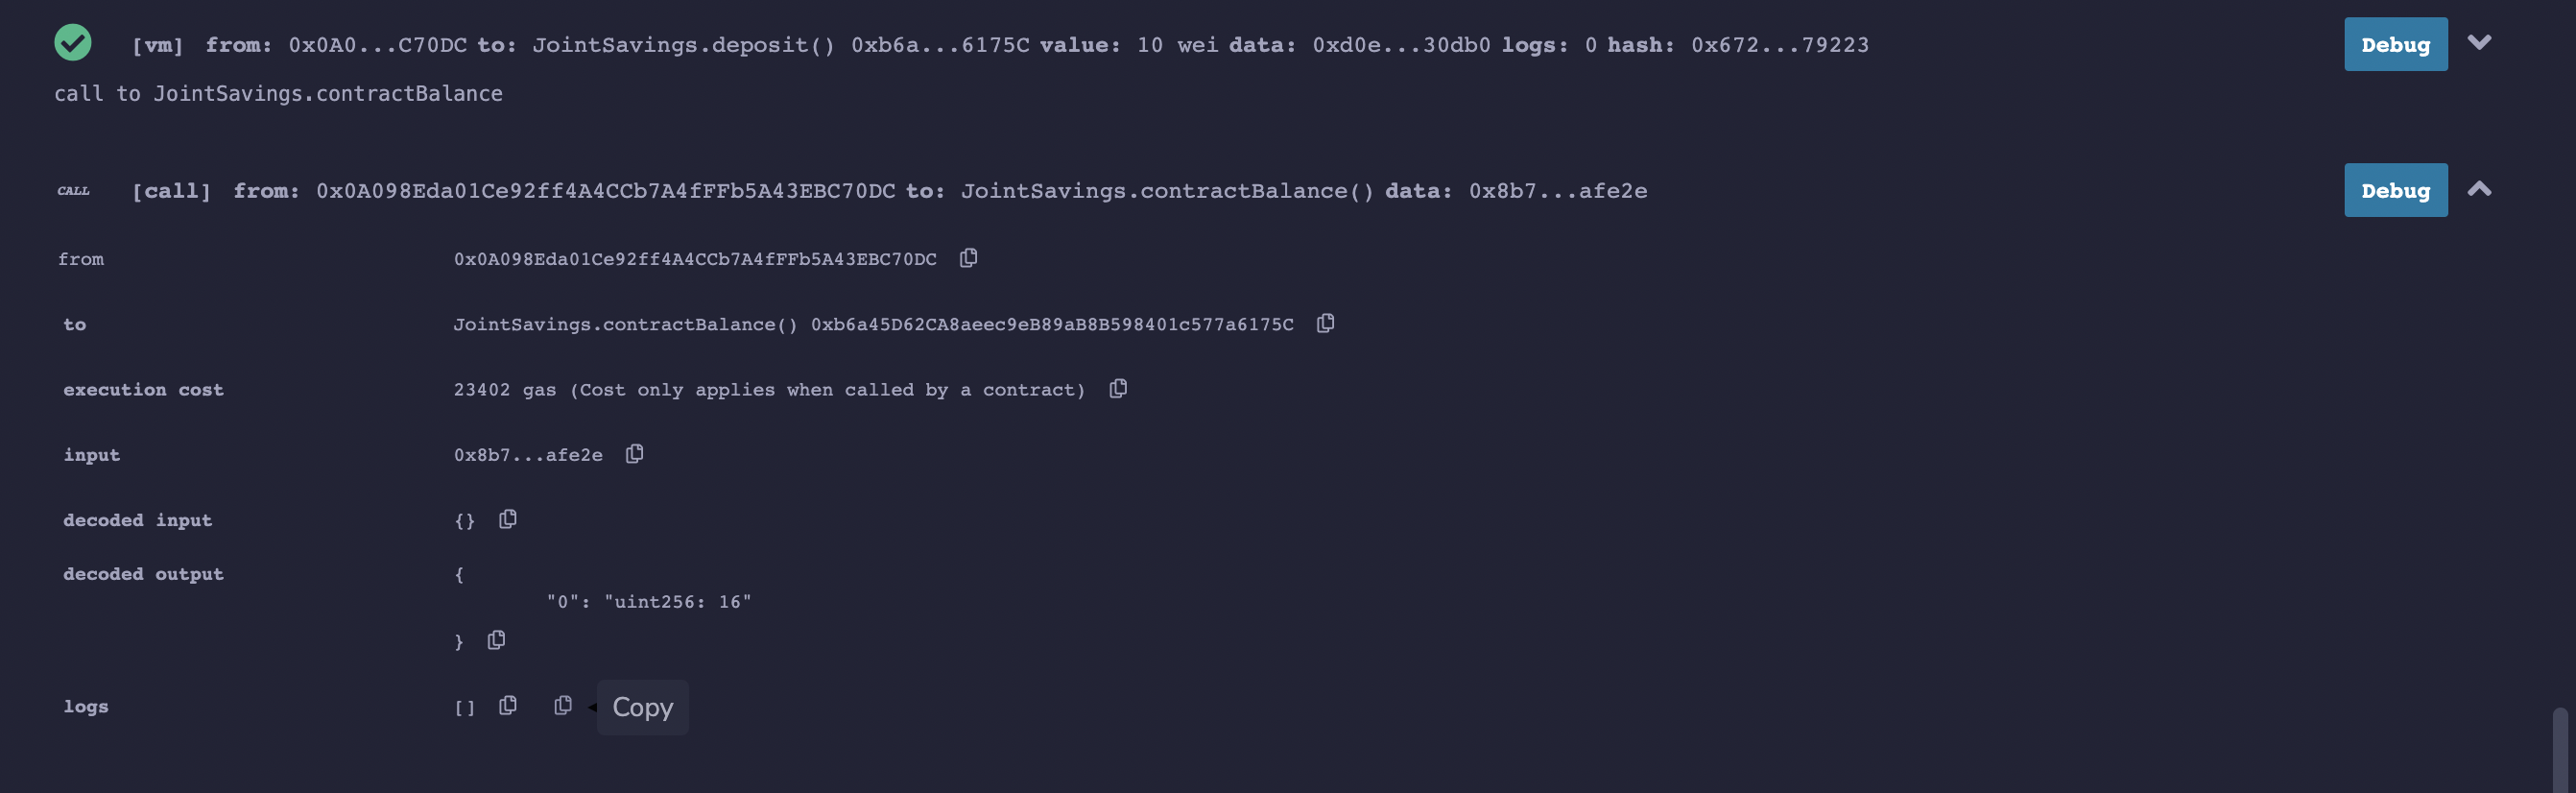 [vm] from: 0x0A0...C70DC to: JointSavings.deposit() 0xb6a...6175C value: 10 wei data: 0xd0e...30db0 logs: 0 hash: 0x672...79223 Debug
call to JointSavings.contractBalance
CALL [call] from: 0x0A098Eda01Ce92ff4A4CCb7A4fFFb5A43EBC70DC to: JointSavings.contractBalance() data: 0x8b7...afe2e Debug
from 0x0A098Eda01Ce92ff4A4CCb7A4fFFb5A43EBC70DC
to JointSavings.contractBalance() 0xb6a45D62CA8aeec9eB89aB8B598401c577a6175C
execution cost 23402 gas (Cost only applies when called by a contract)
input 0x8b7...afe2e
decoded input {}
decoded output {
"0": "uint256: 16"
}
logs [] Copy